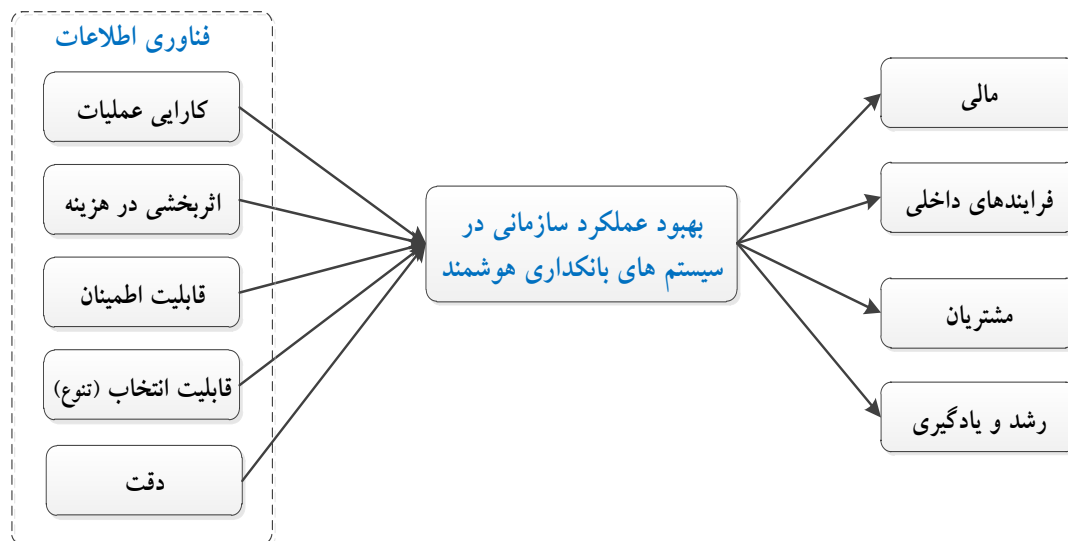 فناوری اطلاعات
کارایی عملیات
اثربخشی در هزینه
قابلیت اطمینان
قابلیت انتخاب (تنوع)
دقت
بهبود عملکرد سازمانی در
سیستم های بانکداری هوشمند
مالی
فرایندهای داخلی
مشتریان
رشد و یادگیری